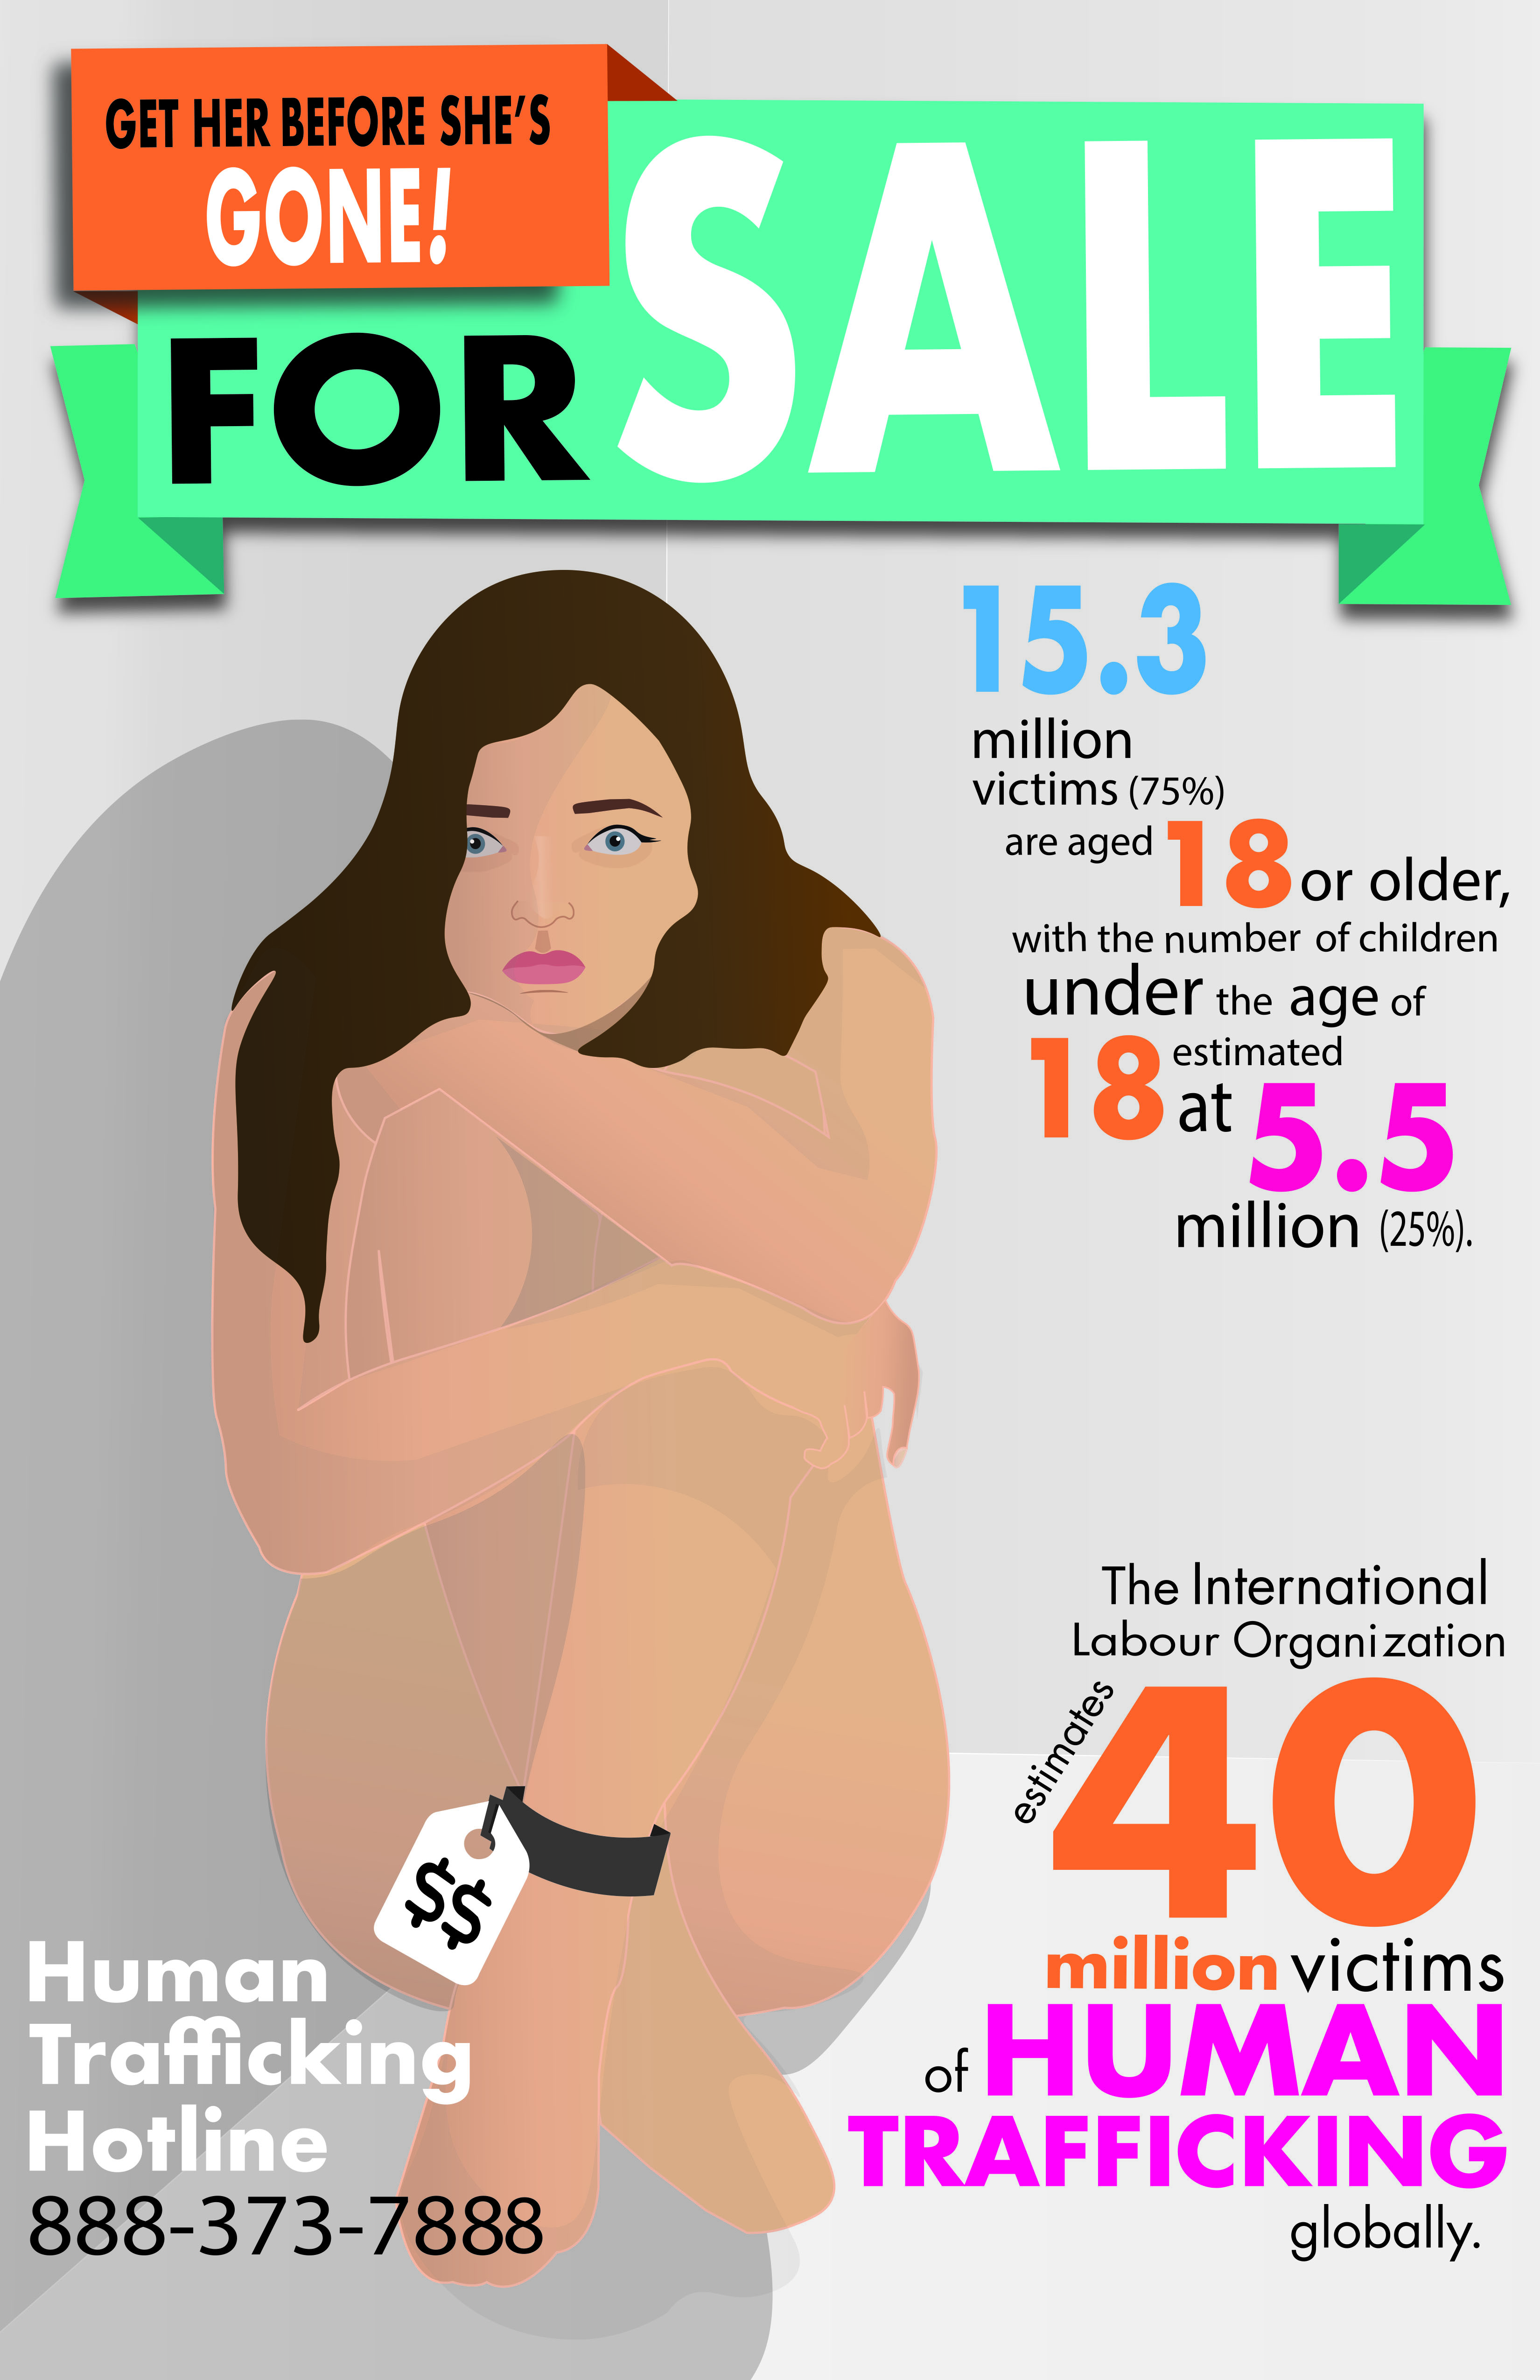 GET HER BEFORE SHE'S
GONE!
FOR SALE
15.3
million
victims (75%)
are aged 18 or older,
with the number of children
under the age of
18 estimated
at 5.5
million (25%).
$$
The International
Labour Organization
estimates 40
million victims
of HUMAN
TRAFFICKING
globally.
Human
Trafficking
Hotline
888-373-7888